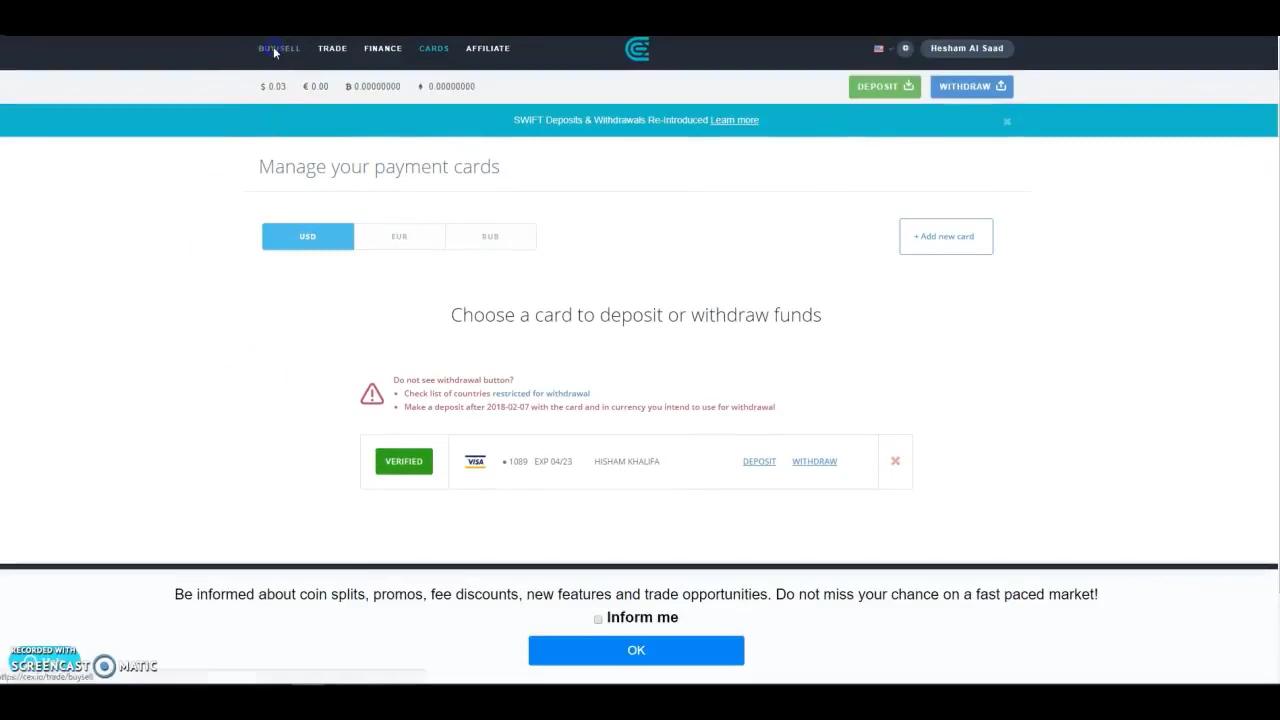 BUY/SELL TRADE FINANCE CARDS AFFILIATE Hesham Al Saad
$ 0.03 € 0.00 ₿ 0.00000000 ♦ 0.00000000 DEPOSIT WITHDRAW
SWIFT Deposits & Withdrawals Re-Introduced Learn more
Manage your payment cards
USD EUR RUB + Add new card
Choose a card to deposit or withdraw funds
Do not see withdrawal button?
• Check list of countries restricted for withdrawal
• Make a deposit after 2018-02-07 with the card and in currency you intend to use for withdrawal
VERIFIED VISA • 1089 EXP 04/23 HISHAM KHALIFA DEPOSIT WITHDRAW
Be informed about coin splits, promos, fee discounts, new features and trade opportunities. Do not miss your chance on a fast paced market!
Inform me
OK
RECORDED WITH
SCREENCAST MATIC
https://cex.io/trade/buysell